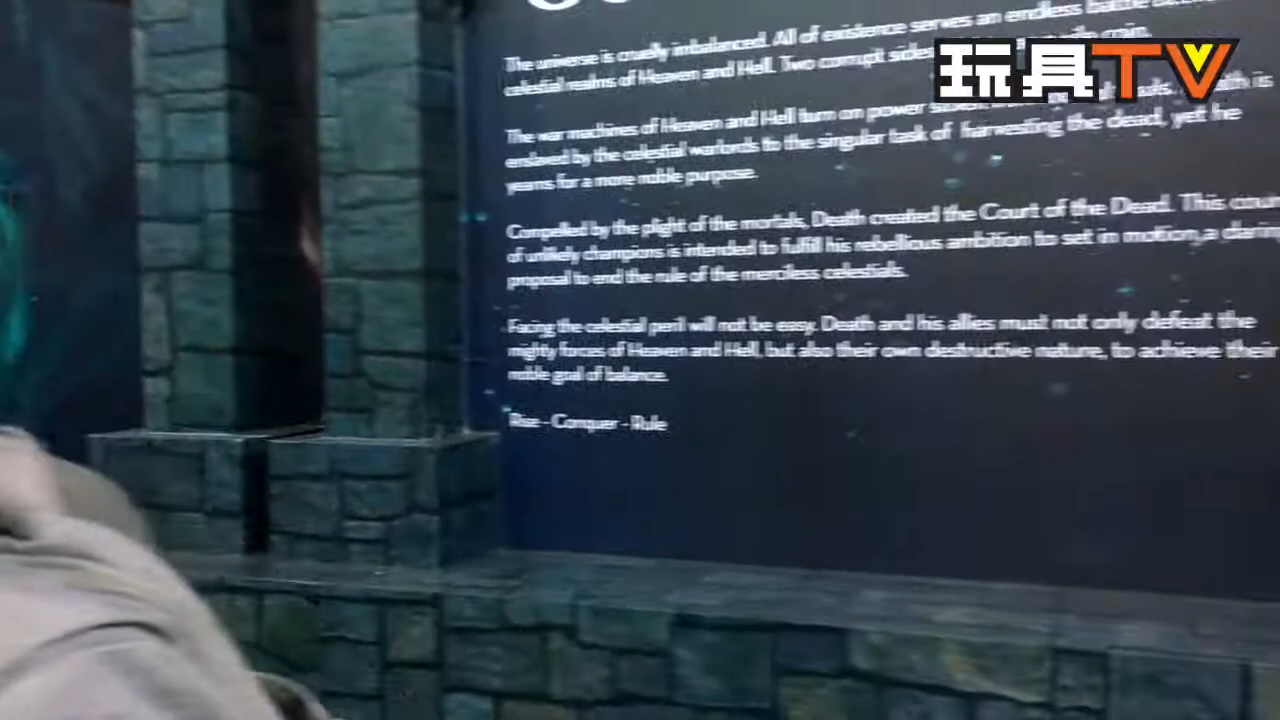 The universe is cruelly imbalanced. All of existence serves an endless battle
celestial realms of Heaven and Hell. Two corrupt sides
玩具TV
The war machines of Heaven and Hell turn on power is
enslaved by the celestial warlords to the singular task of harvesting the dead, yet he
yearns for a more noble purpose.
Compelled by the plight of the mortals, Death created the Court of the Dead. This
of unlikely champions is intended to fulfill his rebellious ambition to set in motion a
proposal to end the rule of the merciless celestials.
Facing the celestial peril will not be easy. Death and his allies must not only defeat the
mighty forces of Heaven and Hell, but also their own destructive nature, to achieve their
noble goal of balance.
Rise - Conquer - Rule